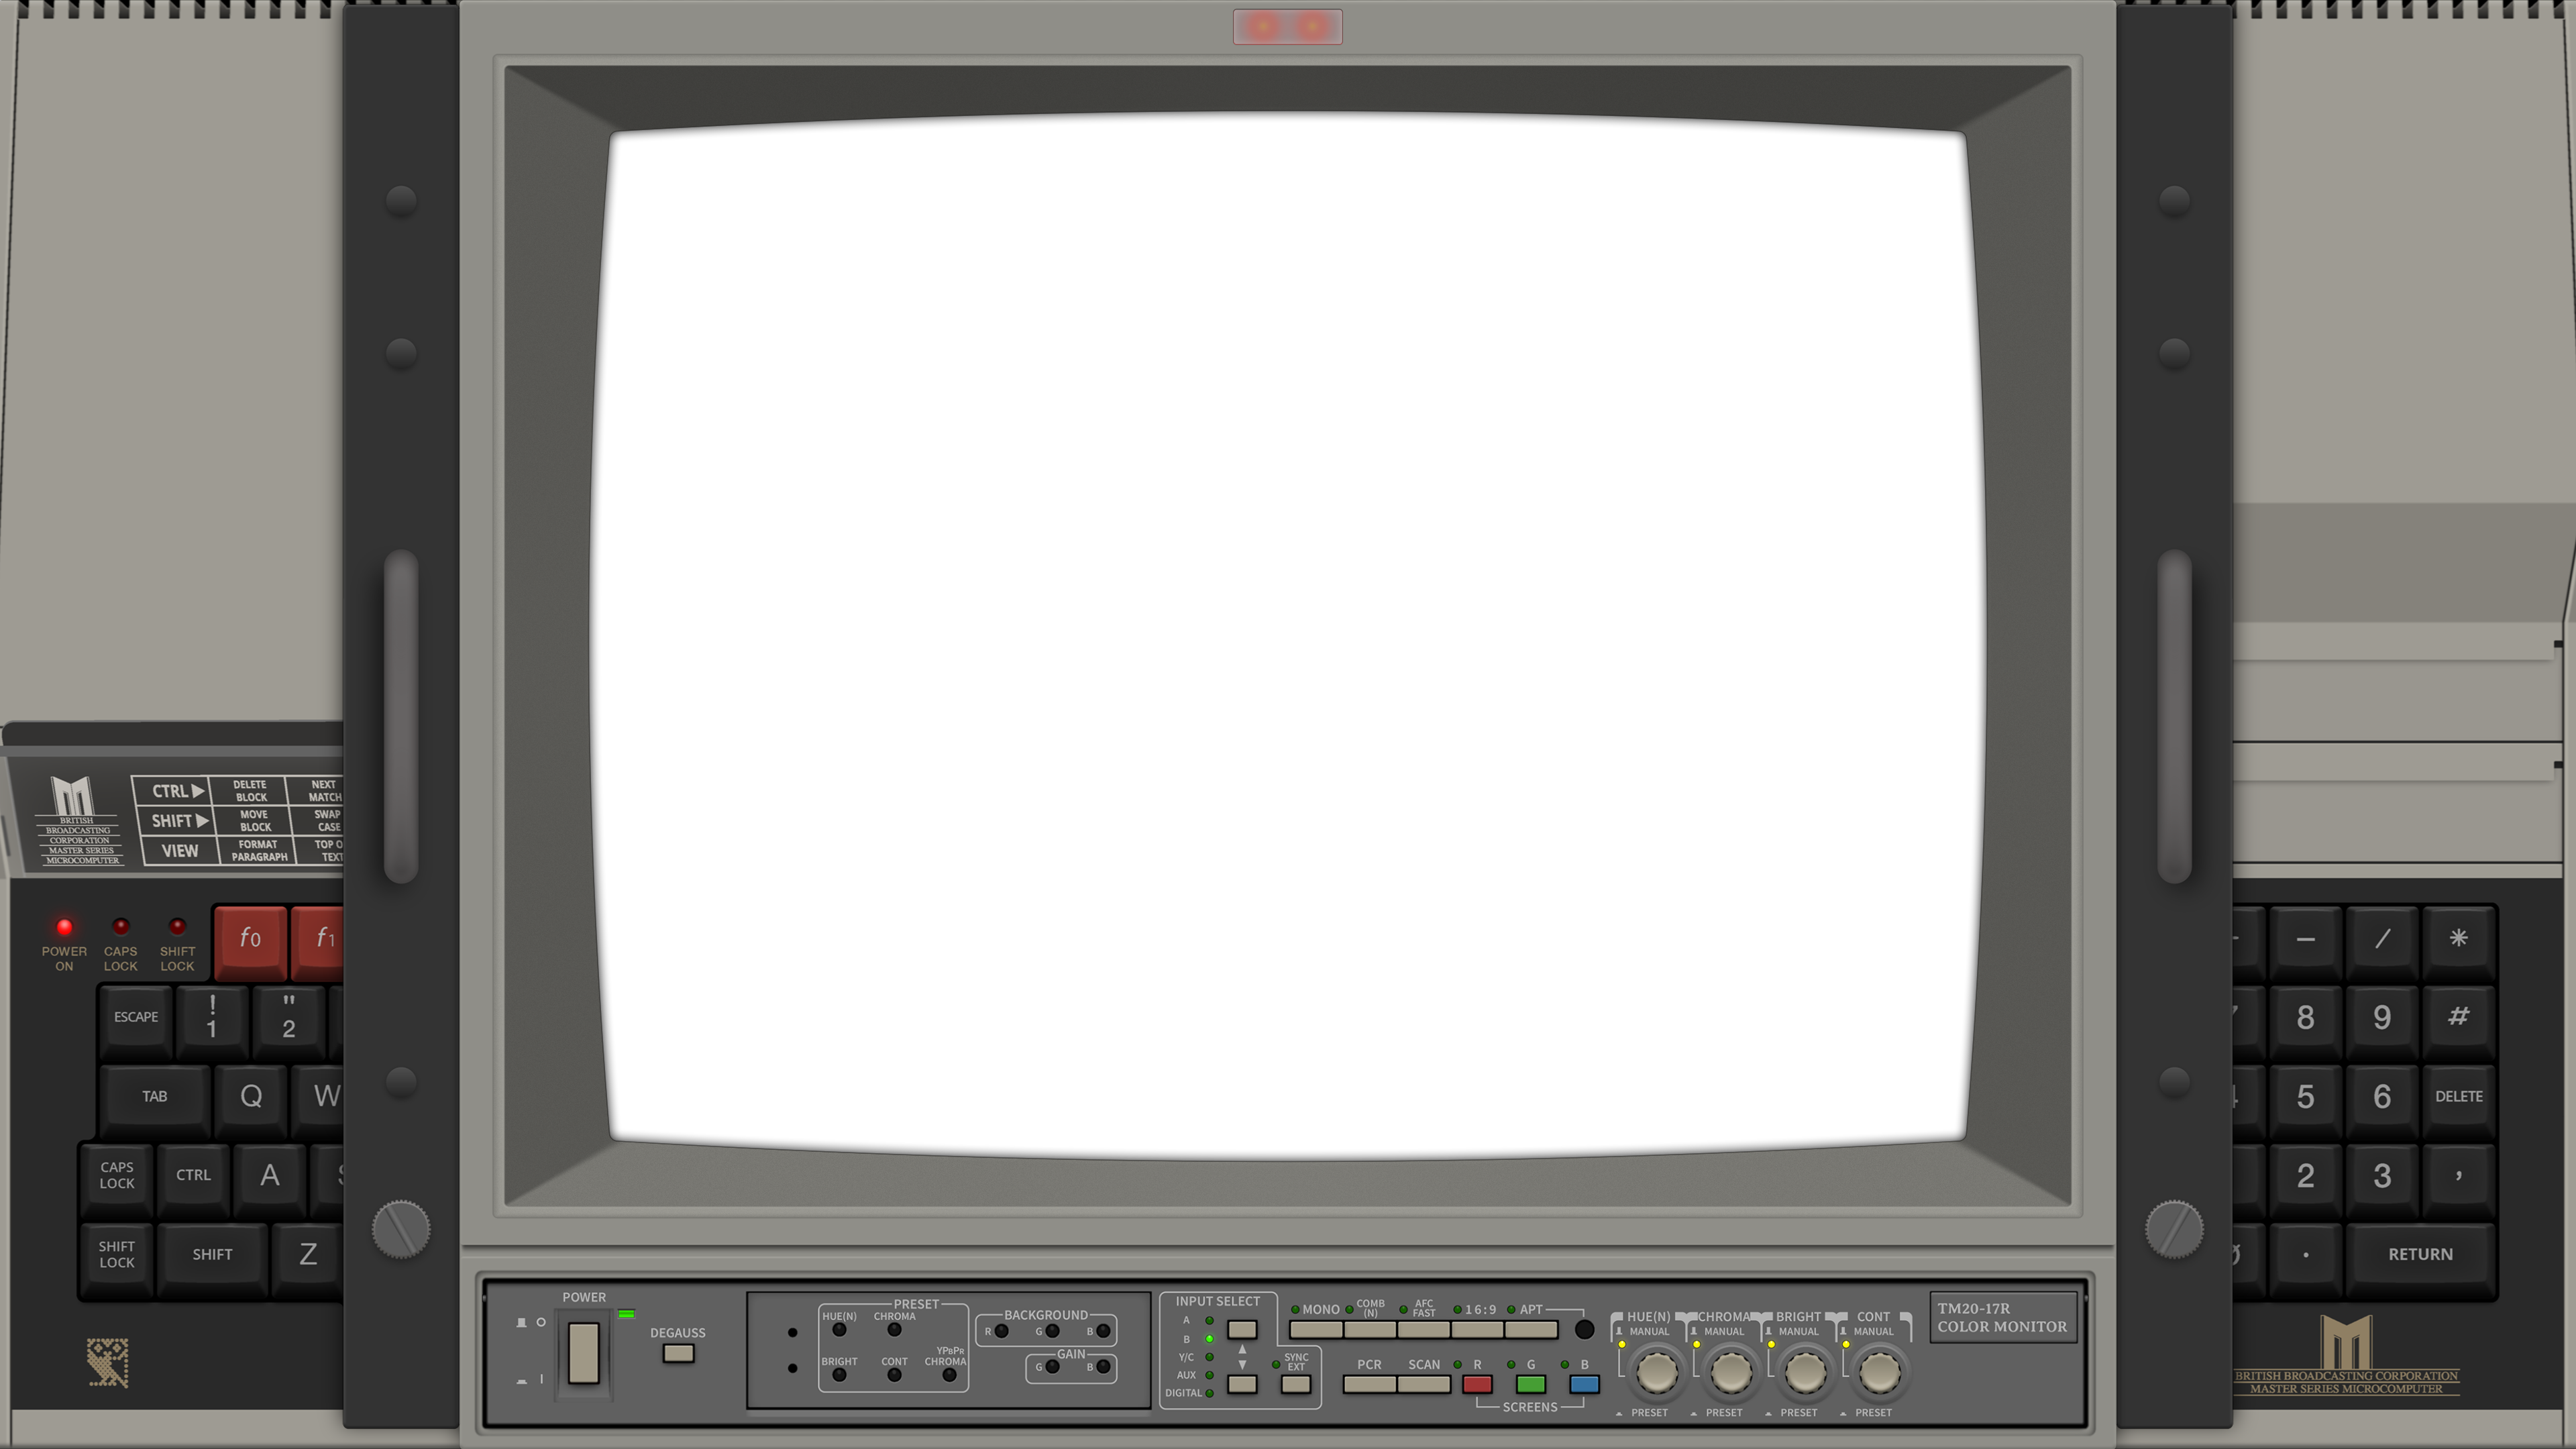 BRITISH
BROADCASTING
CORPORATION
MASTER SERIES
MICROCOMPUTER
CTRL▶ DELETE BLOCK NEXT MATCH
SHIFT▶ MOVE BLOCK SWAP CASE
VIEW FORMAT PARAGRAPH TOP
POWER ON
CAPS LOCK
SHIFT LOCK
f0 f1
ESCAPE ! 1 " 2
TAB Q W
CAPS LOCK CTRL A
SHIFT LOCK SHIFT Z
POWER
DEGAUSS
PRESET
HUE(N) CHROMA
BRIGHT CONT YPBPR CHROMA
BACKGROUND
R G B
GAIN
G B
INPUT SELECT
A
B
Y/C
AUX
DIGITAL
SYNC EXT
MONO COMB (N) AFC FAST 16:9 APT
PCR SCAN R G B
SCREENS
HUE(N) CHROMA BRIGHT CONT
MANUAL MANUAL MANUAL MANUAL
PRESET PRESET PRESET PRESET
TM20-17R
COLOR MONITOR
– / *
8 9 #
5 6 DELETE
2 3 ,
. RETURN
BRITISH BROADCASTING CORPORATION
MASTER SERIES MICROCOMPUTER